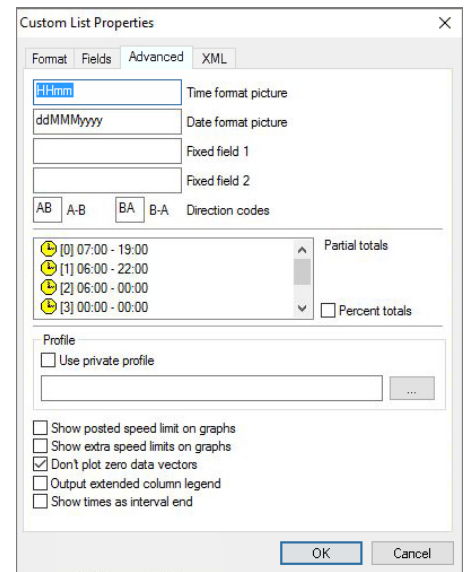 Custom List Properties
Format Fields Advanced XML
HHmm Time format picture
ddMMMyyyy Date format picture
Fixed field 1
Fixed field 2
AB A-B BA B-A Direction codes
[0] 07:00 - 19:00 Partial totals
[1] 06:00 - 22:00
[2] 06:00 - 00:00
[3] 00:00 - 00:00 Percent totals
Profile
Use private profile
...
Show posted speed limit on graphs
Show extra speed limits on graphs
Don't plot zero data vectors
Output extended column legend
Show times as interval end
OK Cancel